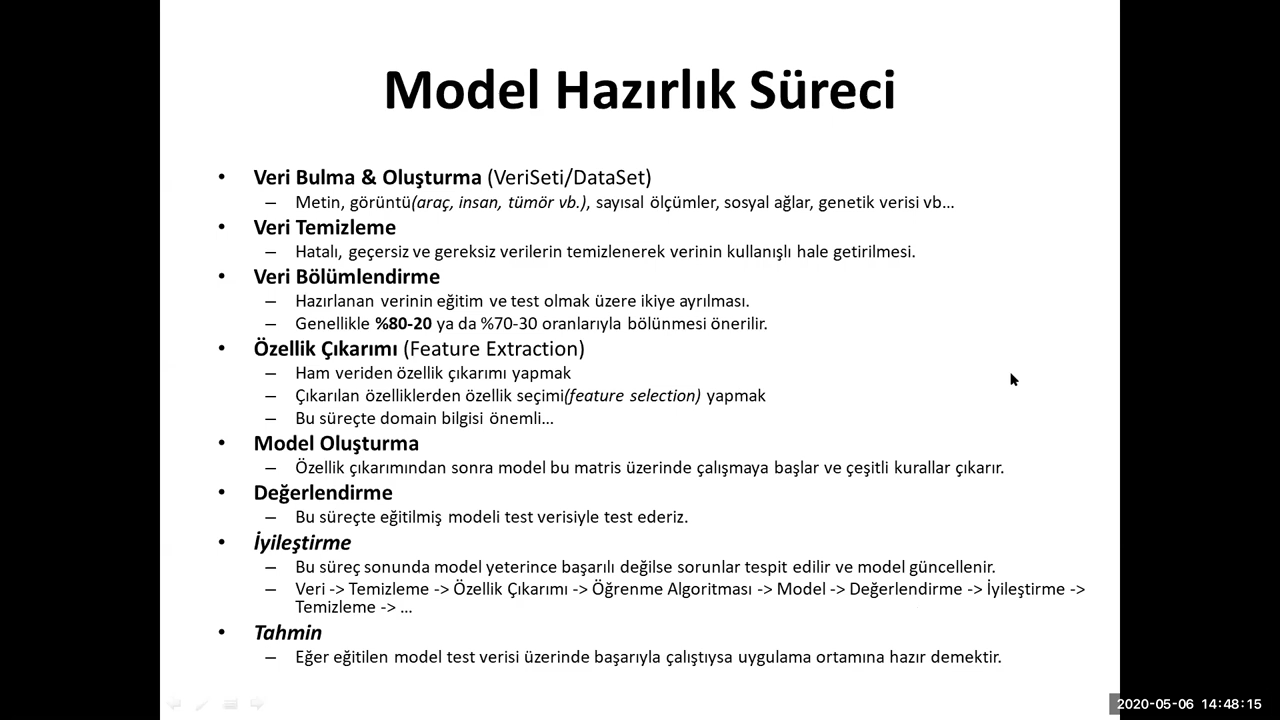 Model Hazırlık Süreci
• Veri Bulma & Oluşturma (VeriSeti/DataSet)
– Metin, görüntü(araç, insan, tümör vb.), sayısal ölçümler, sosyal ağlar, genetik verisi vb...
• Veri Temizleme
– Hatalı, geçersiz ve gereksiz verilerin temizlenerek verinin kullanışlı hale getirilmesi.
• Veri Bölümlendirme
– Hazırlanan verinin eğitim ve test olmak üzere ikiye ayrılması.
– Genellikle %80-20 ya da %70-30 oranlarıyla bölünmesi önerilir.
• Özellik Çıkarımı (Feature Extraction)
– Ham veriden özellik çıkarımı yapmak
– Çıkarılan özelliklerden özellik seçimi(feature selection) yapmak
– Bu süreçte domain bilgisi önemli...
• Model Oluşturma
– Özellik çıkarımından sonra model bu matris üzerinde çalışmaya başlar ve çeşitli kurallar çıkarır.
• Değerlendirme
– Bu süreçte eğitilmiş modeli test verisiyle test ederiz.
• İyileştirme
– Bu süreç sonunda model yeterince başarılı değilse sorunlar tespit edilir ve model güncellenir.
– Veri -> Temizleme -> Özellik Çıkarımı -> Öğrenme Algoritması -> Model -> Değerlendirme -> İyileştirme ->
Temizleme -> ...
• Tahmin
– Eğer eğitilen model test verisi üzerinde başarıyla çalıştıysa uygulama ortamına hazır demektir.
2020-05-06 14:48:15